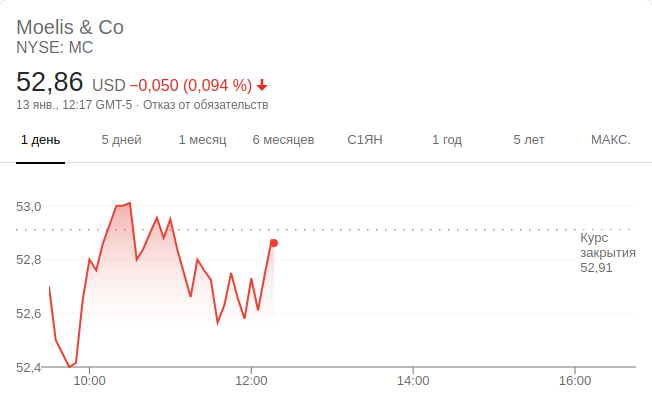 Moelis & Co
NYSE: MC
52,86 USD −0,050 (0,094 %)
13 янв., 12:17 GMT-5 · Отказ от обязательств
1 день 5 дней 1 месяц 6 месяцев С1ЯН 1 год 5 лет МАКС.
53,0
52,8
52,6
52,4
Курс
закрытия
52,91
10:00 12:00 14:00 16:00